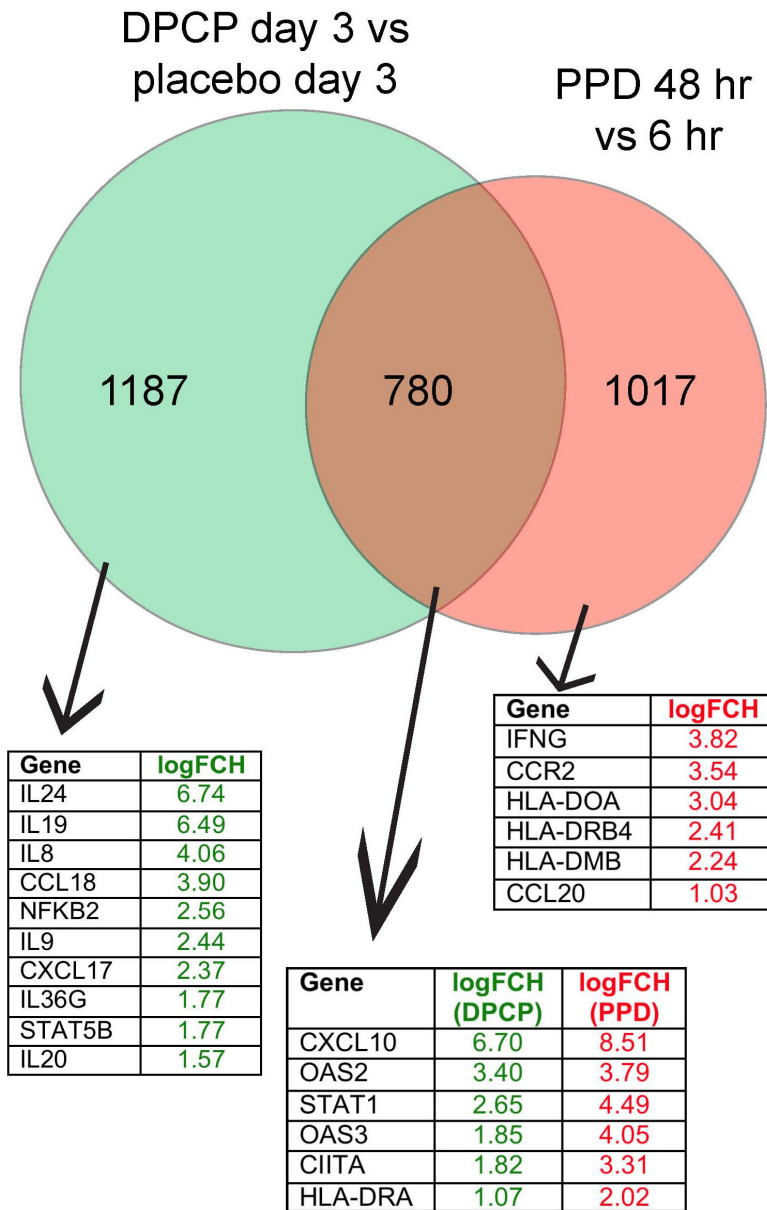 DPCP day 3 vs
placebo day 3
PPD 48 hr
vs 6 hr
1187
780
1017
Gene logFCH
IFNG 3.82
CCR2 3.54
HLA-DOA 3.04
HLA-DRB4 2.41
HLA-DMB 2.24
CCL20 1.03
Gene logFCH
IL24 6.74
IL19 6.49
IL8 4.06
CCL18 3.90
NFKB2 2.56
IL9 2.44
CXCL17 2.37
IL36G 1.77
STAT5B 1.77
IL20 1.57
Gene logFCH logFCH
(DPCP) (PPD)
CXCL10 6.70 8.51
OAS2 3.40 3.79
STAT1 2.65 4.49
OAS3 1.85 4.05
CIITA 1.82 3.31
HLA-DRA 1.07 2.02